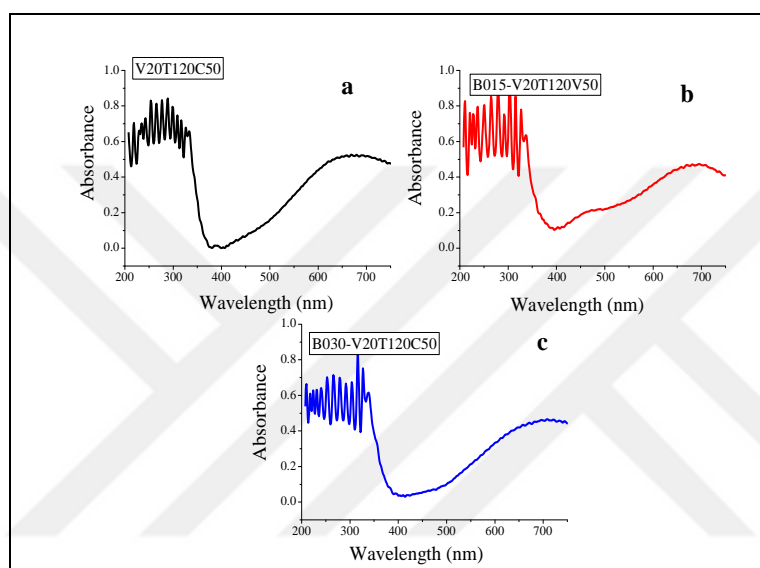 V20T120C50
a
1.0
0.8
0.6
0.4
0.2
0.0
Absorbance
200 300 400 500 600 700
Wavelength (nm)
B015-V20T120V50
b
1.0
0.8
0.6
0.4
0.2
0.0
Absorbance
200 300 400 500 600 700
Wavelength (nm)
B030-V20T120C50
c
1.0
0.8
0.6
0.4
0.2
0.0
Absorbance
200 300 400 500 600 700
Wavelength (nm)